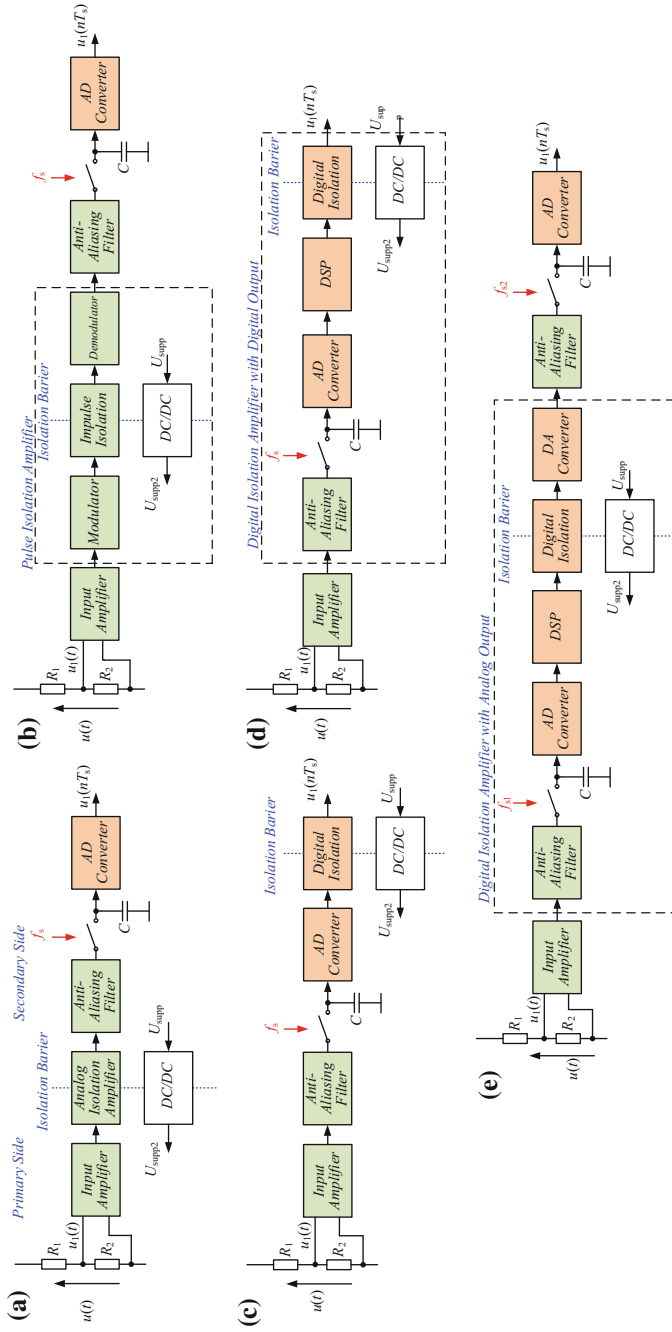 (a)
Primary Side
Isolation Barier
Secondary Side
u(t)
R1
u1(t)
R2
Input
Amplifier
Analog
Isolation
Amplifier
Anti-
Aliasing
Filter
fs
C
AD
Converter
u1(nTs)
Usupp2
DC/DC
Usupp
(b)
Pulse Isolation Amplifier
Isolation Barier
u(t)
R1
u1(t)
R2
Input
Amplifier
Modulator
Impulse
Isolation
Demodulator
Anti-
Aliasing
Filter
fs
C
AD
Converter
u1(nTs)
Usupp2
DC/DC
Usupp
(c)
Isolation Barier
u(t)
R1
u1(t)
R2
Input
Amplifier
Anti-
Aliasing
Filter
fs
C
AD
Converter
Digital
Isolation
u1(nTs)
Usupp2
DC/DC
Usupp
(d)
Digital Isolation Amplifier with Digital Output
Isolation Barier
u(t)
R1
u1(t)
R2
Input
Amplifier
Anti-
Aliasing
Filter
fs
C
AD
Converter
DSP
Digital
Isolation
u1(nTs)
Usupp2
DC/DC
Usup
p
(e)
Digital Isolation Amplifier with Analog Output
Isolation Barier
u(t)
R1
u1(t)
R2
Input
Amplifier
Anti-
Aliasing
Filter
fs1
C
AD
Converter
DSP
Digital
Isolation
DA
Converter
Anti-
Aliasing
Filter
fs2
C
AD
Converter
u1(nTs)
Usupp2
DC/DC
Usupp